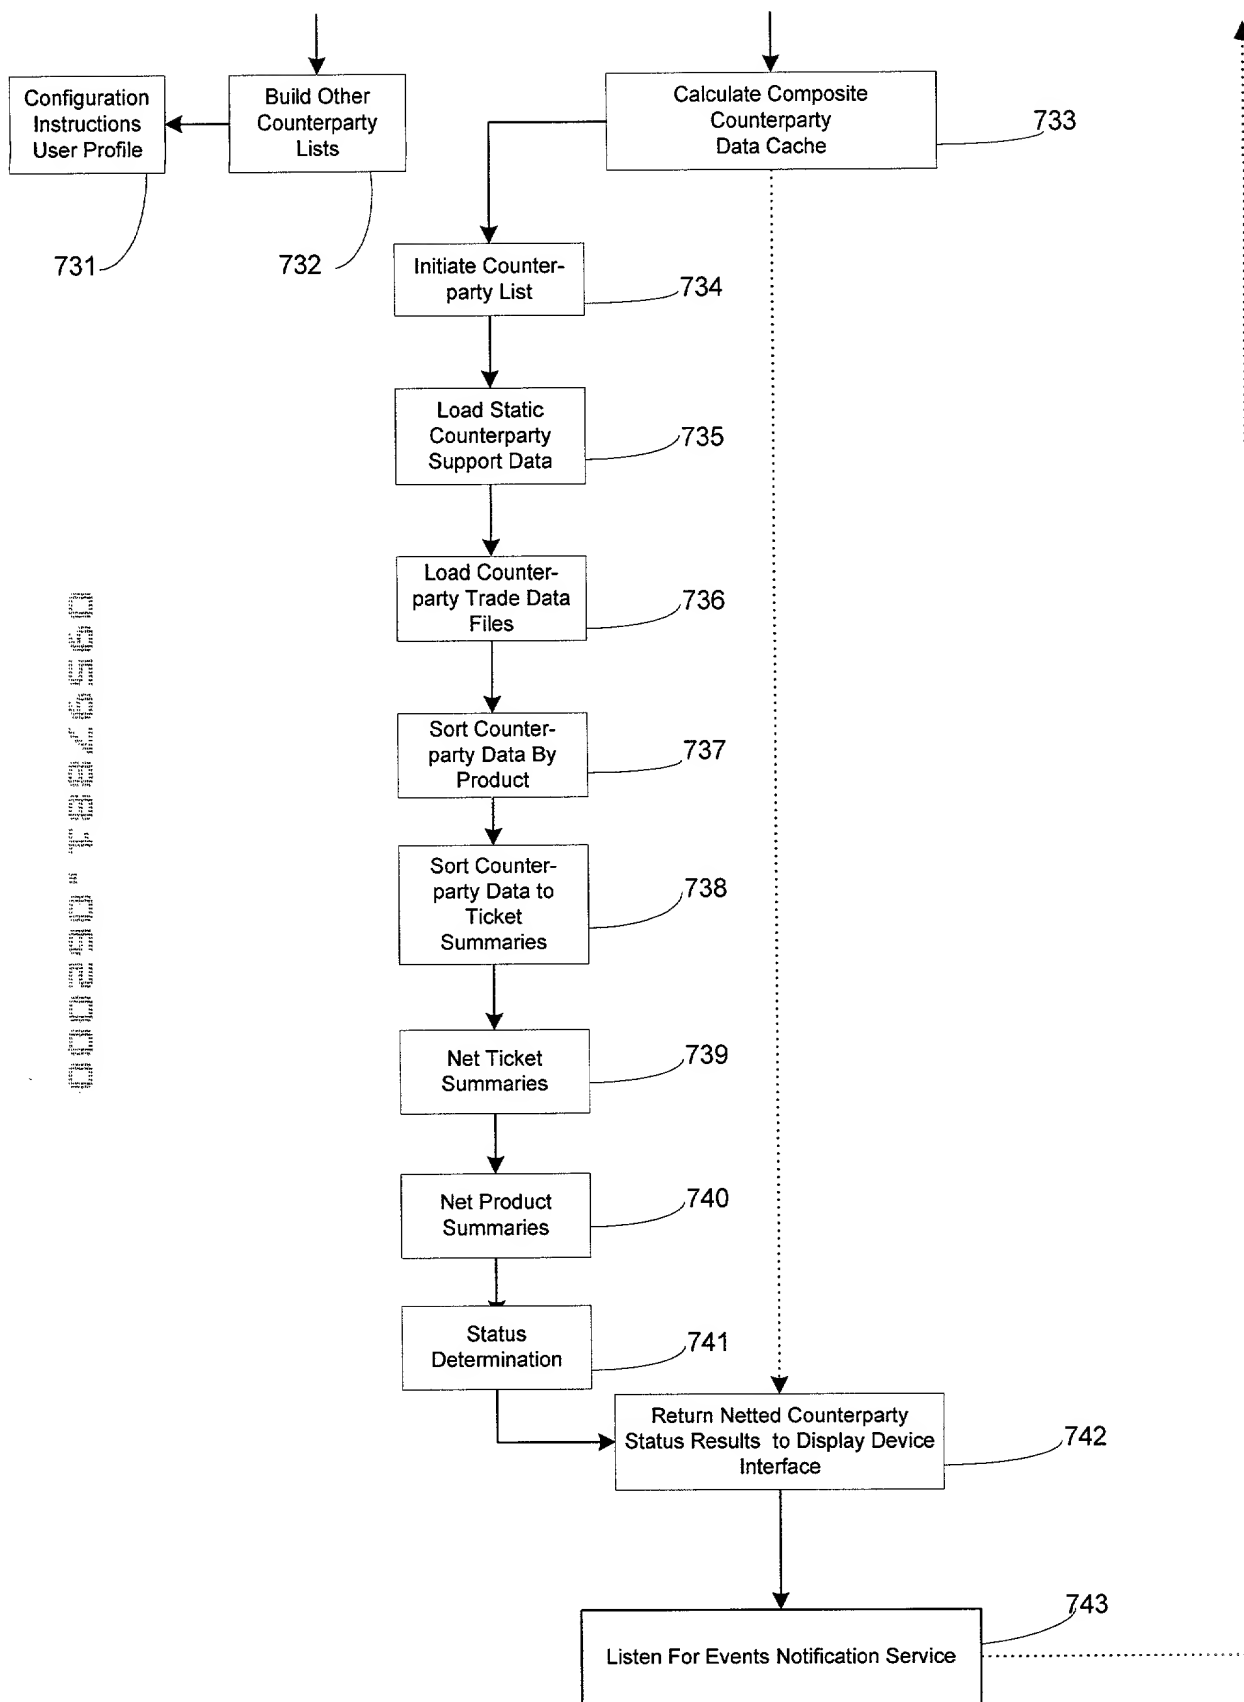 Configuration
Instructions
User Profile
731
Build Other
Counterparty
Lists
732
Calculate Composite
Counterparty
Data Cache
733
Initiate Counter-
party List
734
Load Static
Counterparty
Support Data
735
Load Counter-
party Trade Data
Files
736
Sort Counter-
party Data By
Product
737
Sort Counter-
party Data to
Ticket
Summaries
738
Net Ticket
Summaries
739
Net Product
Summaries
740
Status
Determination
741
Return Netted Counterparty
Status Results to Display Device
Interface
742
Listen For Events Notification Service
743